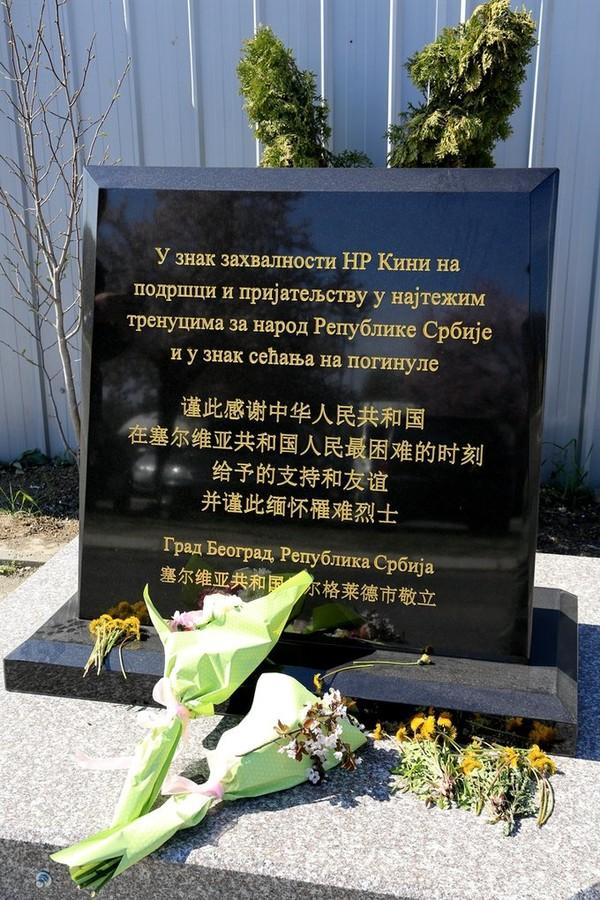 У знак захвалности НР Кини на
подршци и пријатељству у најтежим
тренуцима за народ Републике Србије
и у знак сећања на погинуле
谨此感谢中华人民共和国
在塞尔维亚共和国人民最困难的时刻
给予的支持和友谊
并谨此缅怀罹难烈士
Град Београд, Република Србија
塞尔维亚共和国 尔格莱德市敬立